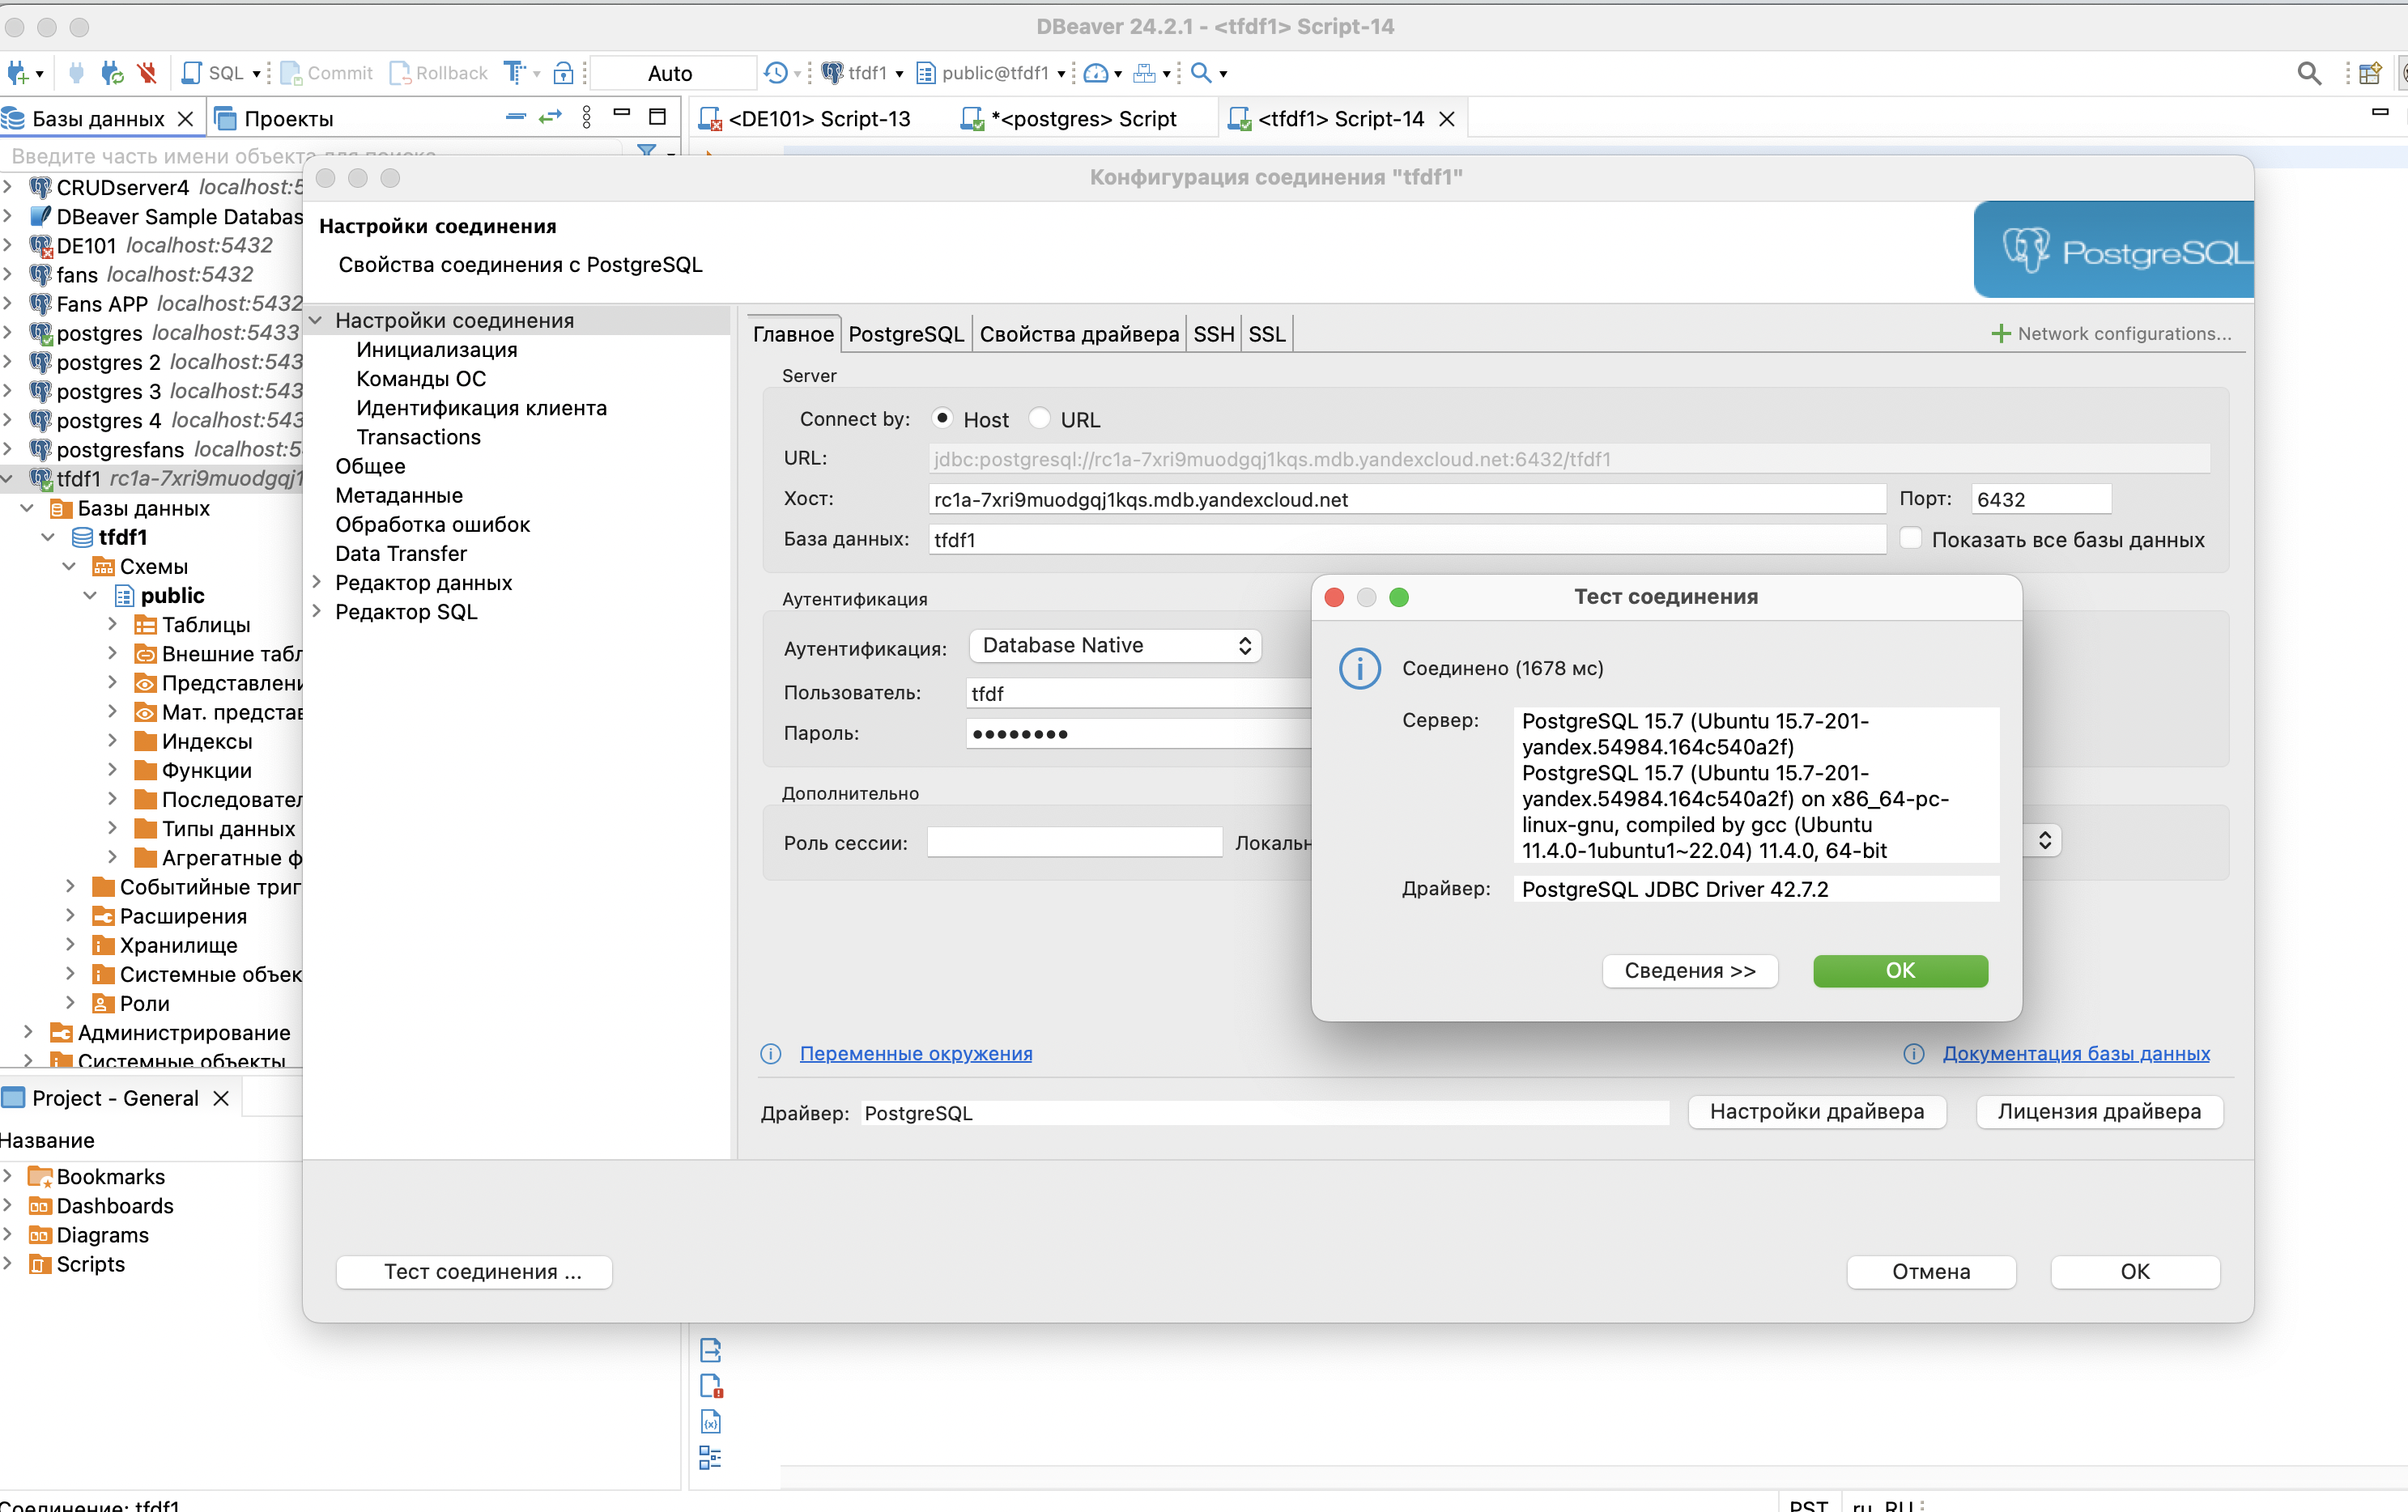 DBeaver 24.2.1 - <tfdf1> Script-14
SQL Commit Rollback Auto tfdf1 public@tfdf1
Базы данных Проекты
<DE101> Script-13 *<postgres> Script <tfdf1> Script-14
Введите часть имени объекта для поиска
CRUDserver4 localhost:5
DBeaver Sample Databas
DE101 localhost:5432
fans localhost:5432
Fans APP localhost:5432
postgres localhost:5433
postgres 2 localhost:543
postgres 3 localhost:543
postgres 4 localhost:543
postgresfans localhost:5
tfdf1 rc1a-7xri9muodgqj1
Базы данных
tfdf1
Схемы
public
Таблицы
Внешние табл
Представлени
Мат. представ
Индексы
Функции
Последовател
Типы данных
Агрегатные ф
Событийные триг
Расширения
Хранилище
Системные объек
Роли
Администрирование
Системные объекты
Project - General
Название
Bookmarks
Dashboards
Diagrams
Scripts
Конфигурация соединения "tfdf1"
Настройки соединения
Свойства соединения с PostgreSQL
PostgreSQL
Настройки соединения
Инициализация
Команды ОС
Идентификация клиента
Transactions
Общее
Метаданные
Обработка ошибок
Data Transfer
Редактор данных
Редактор SQL
Главное PostgreSQL Свойства драйвера SSH SSL
Network configurations...
Server
Connect by: Host URL
URL: jdbc:postgresql://rc1a-7xri9muodgqj1kqs.mdb.yandexcloud.net:6432/tfdf1
Хост: rc1a-7xri9muodgqj1kqs.mdb.yandexcloud.net Порт: 6432
База данных: tfdf1 Показать все базы данных
Аутентификация
Аутентификация: Database Native
Пользователь: tfdf
Пароль: ●●●●●●●●
Дополнительно
Роль сессии: Локальн
Тест соединения
Соединено (1678 мс)
Сервер: PostgreSQL 15.7 (Ubuntu 15.7-201-
yandex.54984.164c540a2f)
PostgreSQL 15.7 (Ubuntu 15.7-201-
yandex.54984.164c540a2f) on x86_64-pc-
linux-gnu, compiled by gcc (Ubuntu
11.4.0-1ubuntu1~22.04) 11.4.0, 64-bit
Драйвер: PostgreSQL JDBC Driver 42.7.2
Сведения >> OK
Переменные окружения Документация базы данных
Драйвер: PostgreSQL Настройки драйвера Лицензия драйвера
Тест соединения ... Отмена OK
Соединение: tfdf1
PST ru_RU